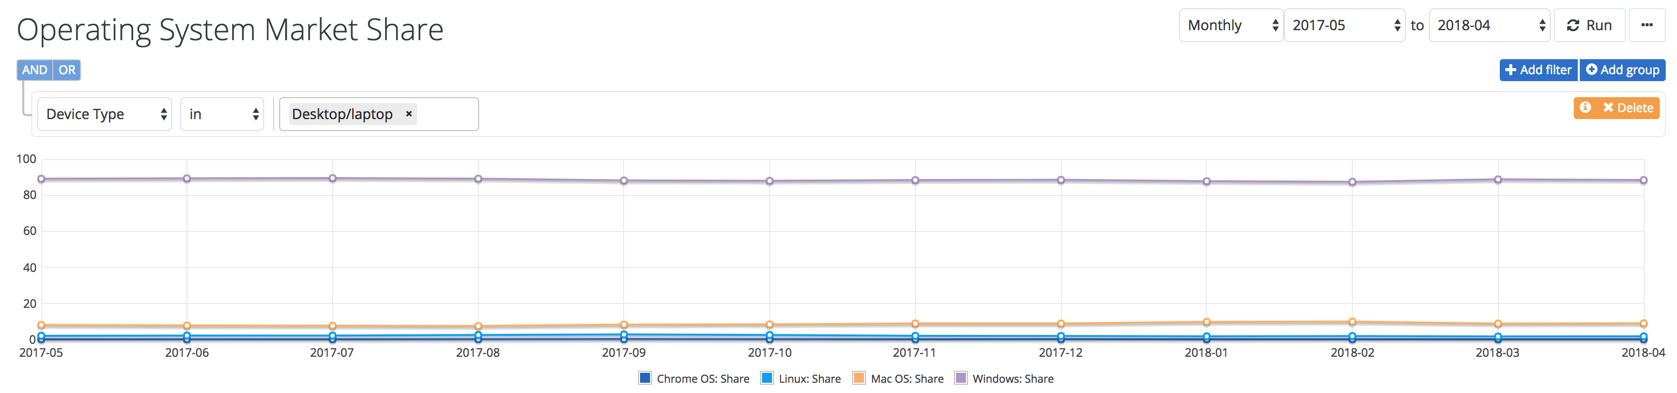 Operating System Market Share
Monthly 2017-05 to 2018-04 Run ...
AND OR
Add filter Add group
Device Type in Desktop/laptop × Delete
100
80
60
40
20
0
2017-05 2017-06 2017-07 2017-08 2017-09 2017-10 2017-11 2017-12 2018-01 2018-02 2018-03 2018-04
Chrome OS: Share Linux: Share Mac OS: Share Windows: Share